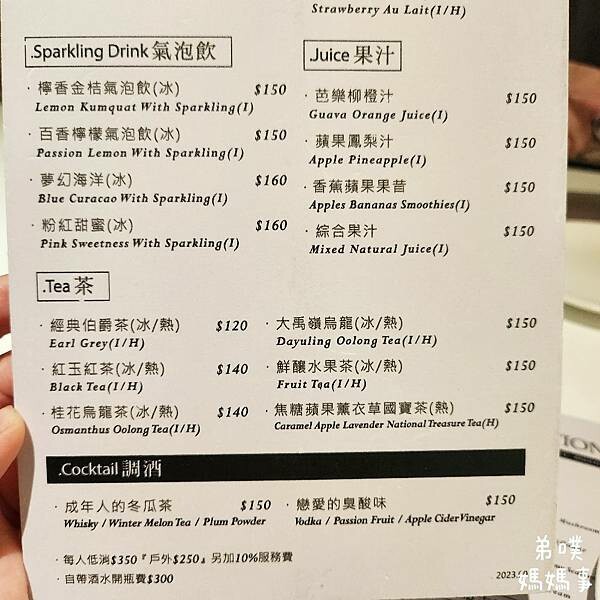 Strawberry Au Lait(I/H)
.Sparkling Drink 氣泡飲
· 檸香金桔氣泡飲(冰) $150
Lemon Kumquat With Sparkling(I)
· 百香檸檬氣泡飲(冰) $150
Passion Lemon With Sparkling(I)
· 夢幻海洋(冰) $160
Blue Curacao With Sparkling(I)
· 粉紅甜蜜(冰) $160
Pink Sweetness With Sparkling(I)
.Juice 果汁
· 芭樂柳橙汁 $150
Guava Orange Juice(I)
· 蘋果鳳梨汁 $150
Apple Pineapple(I)
· 香蕉蘋果果昔 $150
Apples Bananas Smoothies(I)
· 綜合果汁 $150
Mixed Natural Juice(I)
.Tea 茶
· 經典伯爵茶(冰/熱) $120
Earl Grey(I/H)
· 紅玉紅茶(冰/熱) $140
Black Tea(I/H)
· 桂花烏龍茶(冰/熱) $140
Osmanthus Oolong Tea(I/H)
· 大禹嶺烏龍(冰/熱) $150
Dayuling Oolong Tea(I/H)
· 鮮釀水果茶(冰/熱) $150
Fruit Tea(I/H)
· 焦糖蘋果薰衣草國寶茶(熱) $150
Caramel Apple Lavender National Treasure Tea(H)
.Cocktail 調酒
· 成年人的冬瓜茶 $150
Whisky / Winter Melon Tea / Plum Powder
· 戀愛的臭酸味 $150
Vodka / Passion Fruit / Apple Cider Vinegar
· 每人低消$350『戶外$250』另加10%服務費
· 自帶酒水開瓶費$300
2023.
弟噗
媽媽事